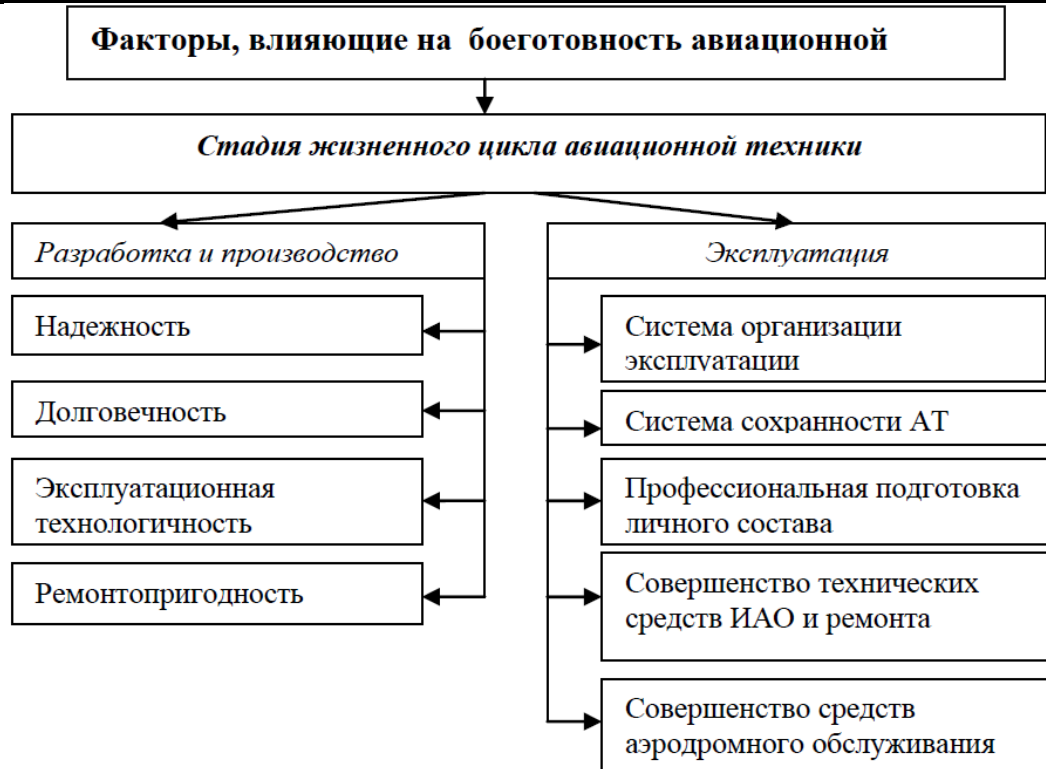 Факторы, влияющие на боеготовность авиационной
Стадия жизненного цикла авиационной техники
Разработка и производство
Надежность
Долговечность
Эксплуатационная
технологичность
Ремонтопригодность
Эксплуатация
Система организации
эксплуатации
Система сохранности АТ
Профессиональная подготовка
личного состава
Совершенство технических
средств ИАО и ремонта
Совершенство средств
аэродромного обслуживания